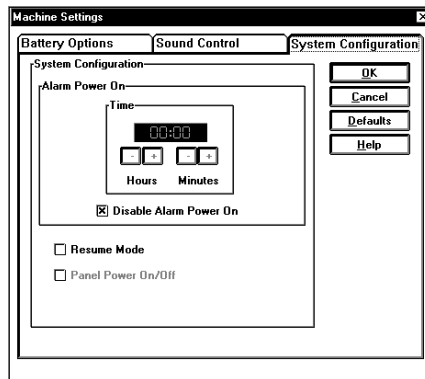 Machine Settings
Battery Options Sound Control System Configuration
System Configuration
Alarm Power On
Time
00:00
- + - +
Hours Minutes
Disable Alarm Power On
Resume Mode
Panel Power On/Off
OK
Cancel
Defaults
Help